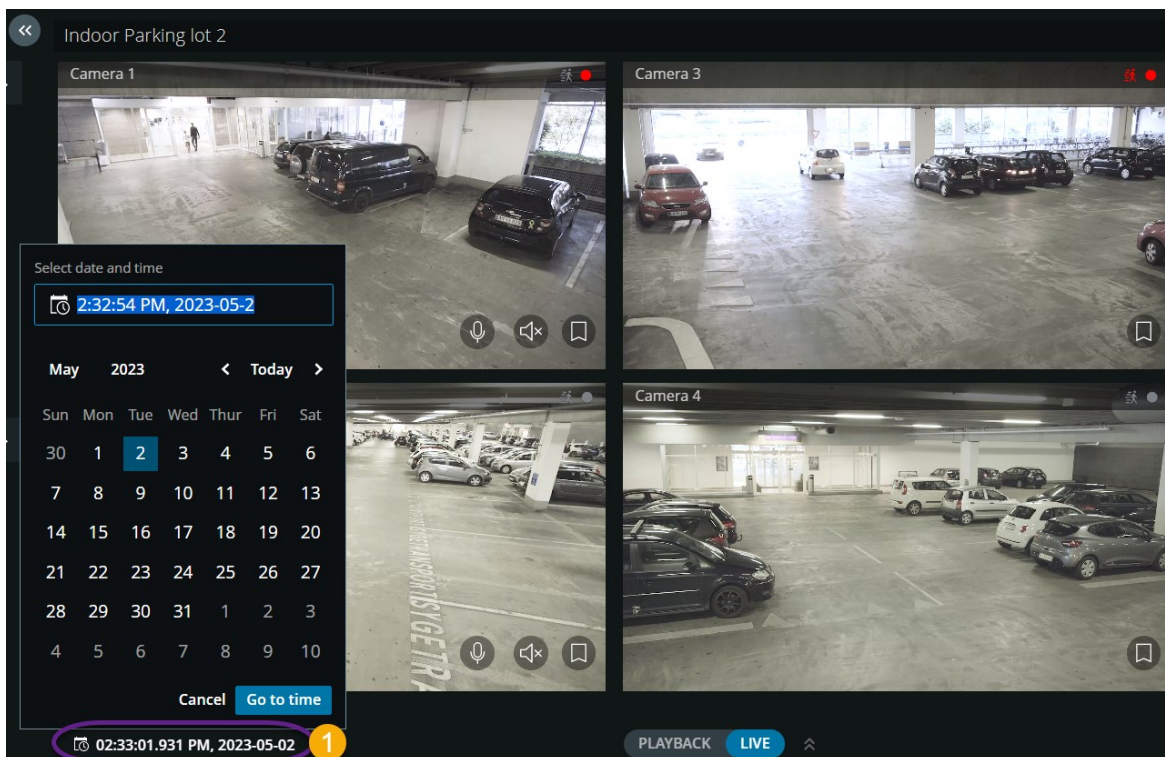 Indoor Parking lot 2
Camera 1
Camera 3
Select date and time
2:32:54 PM, 2023-05-2
May 2023 < Today >
Sun Mon Tue Wed Thur Fri Sat
30 1 2 3 4 5 6
7 8 9 10 11 12 13
14 15 16 17 18 19 20
21 22 23 24 25 26 27
28 29 30 31 1 2 3
4 5 6 7 8 9 10
Cancel Go to time
Camera 4
02:33:01.931 PM, 2023-05-02 1
PLAYBACK LIVE